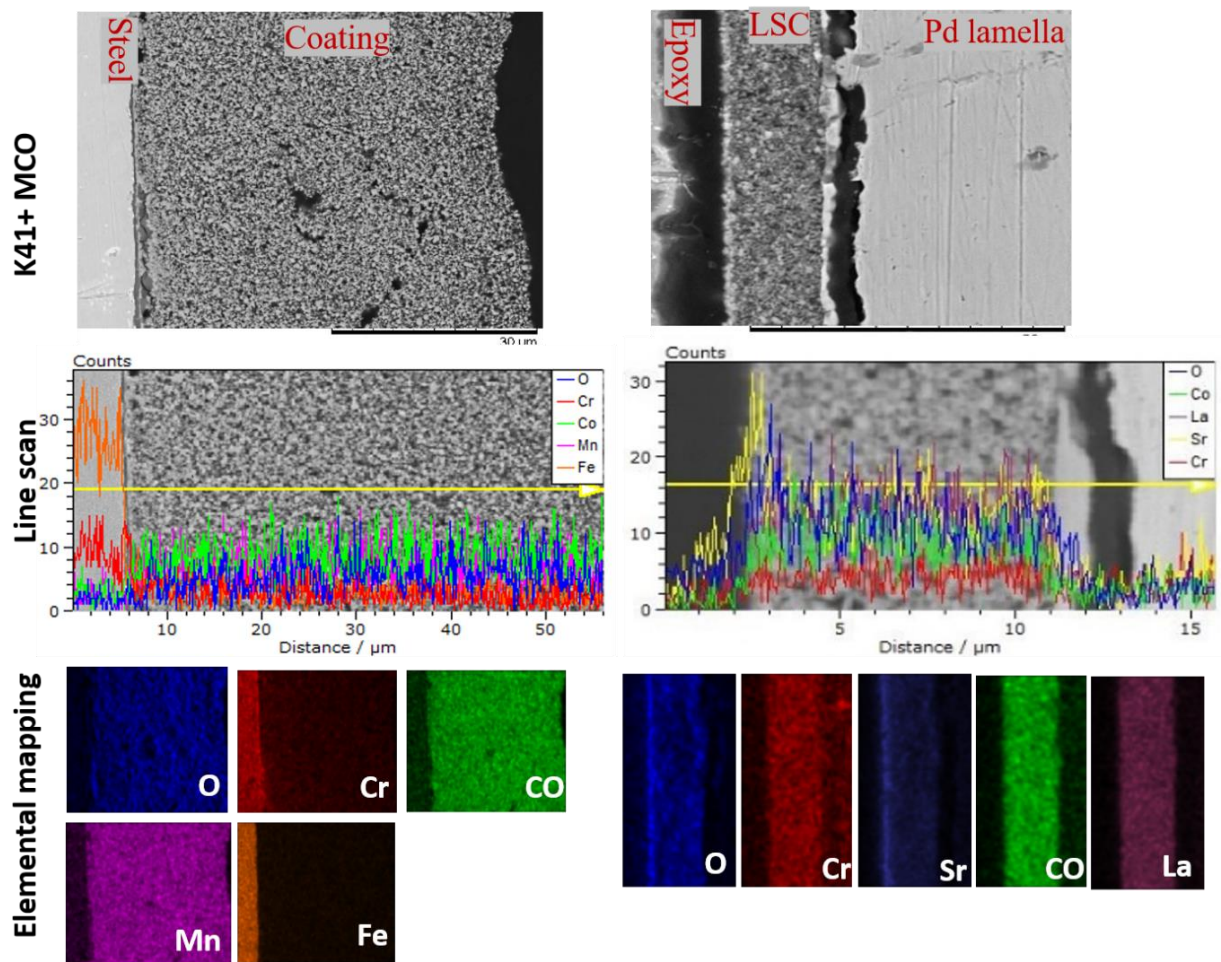 K41+ MCO
Steel
Coating
30 µm
Epoxy
LSC
Pd lamella
Line scan
Counts
30
20
10
0
O
Cr
Co
Mn
Fe
10 20 30 40 50
Distance / µm
Counts
30
20
10
0
O
Co
La
Sr
Cr
5 10 15
Distance / µm
Elemental mapping
O
Cr
CO
Mn
Fe
O
Cr
Sr
CO
La